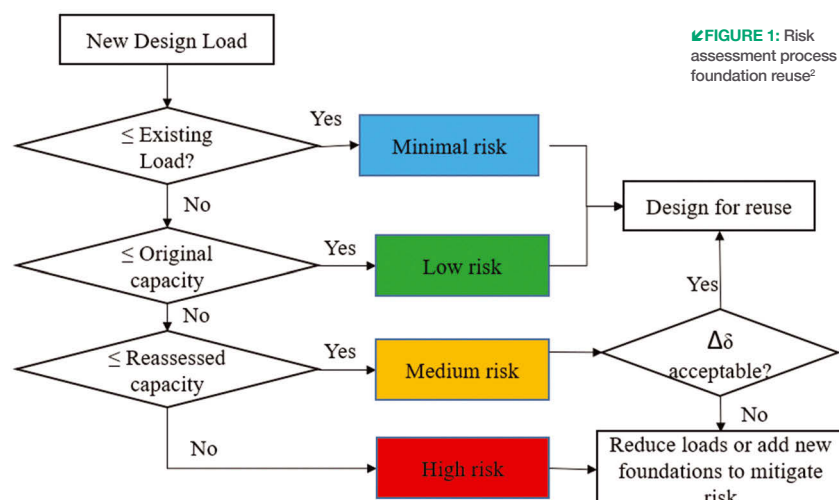 New Design Load
↙FIGURE 1: Risk
assessment process
foundation reuse²
≤ Existing
Load?
Yes
Minimal risk
No
Design for reuse
≤ Original
capacity
Yes
Low risk
Yes
No
≤ Reassessed
capacity
Yes
Medium risk
Δδ
acceptable?
No
No
High risk
Reduce loads or add new
foundations to mitigate
risk